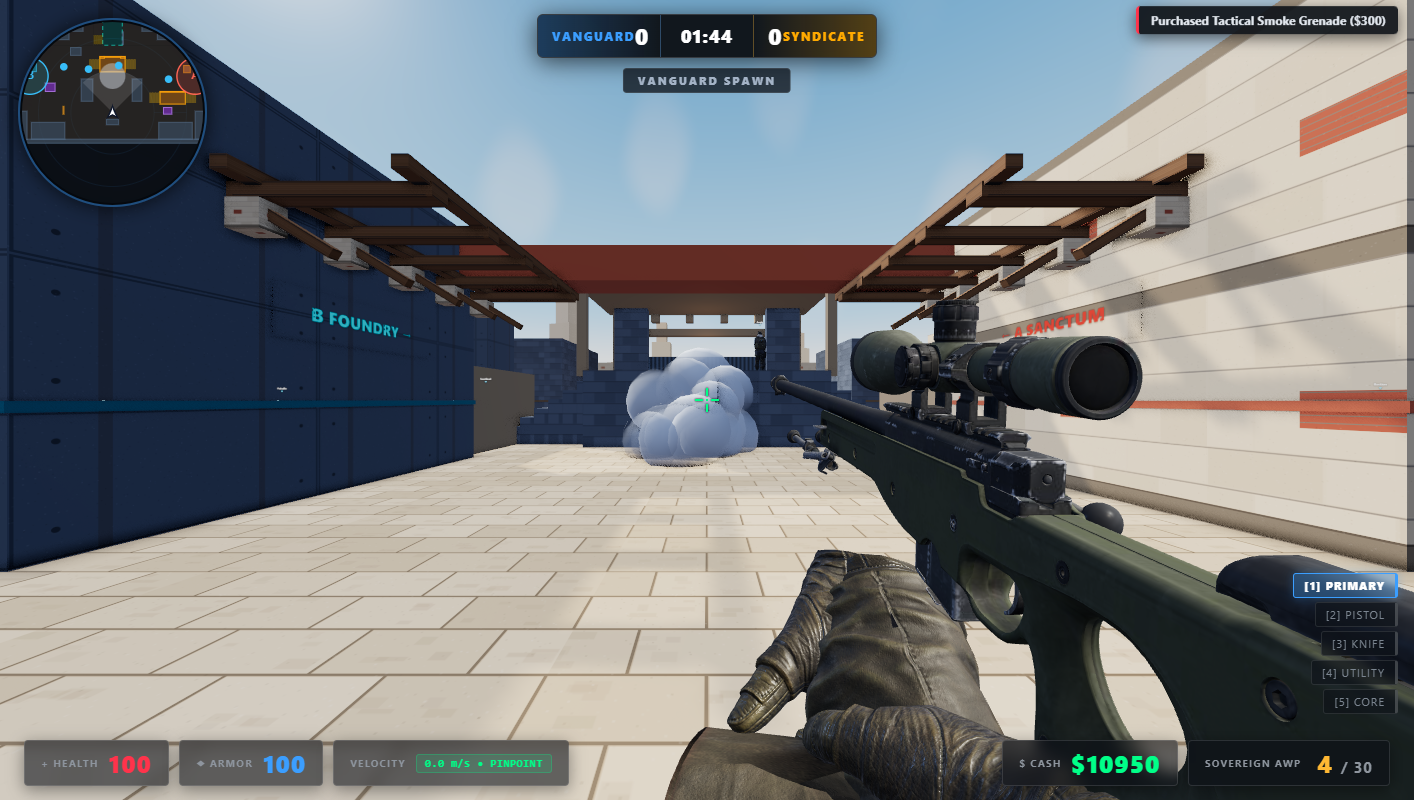 VANGUARD 0 01:44 0 SYNDICATE
Purchased Tactical Smoke Grenade ($300)
VANGUARD SPAWN
B FOUNDRY →
A SANCTUM
[1] PRIMARY
[2] PISTOL
[3] KNIFE
[4] UTILITY
[5] CORE
+ HEALTH 100
◆ ARMOR 100
VELOCITY 0.0 m/s • PINPOINT
$ CASH $10950
SOVEREIGN AWP 4 / 30